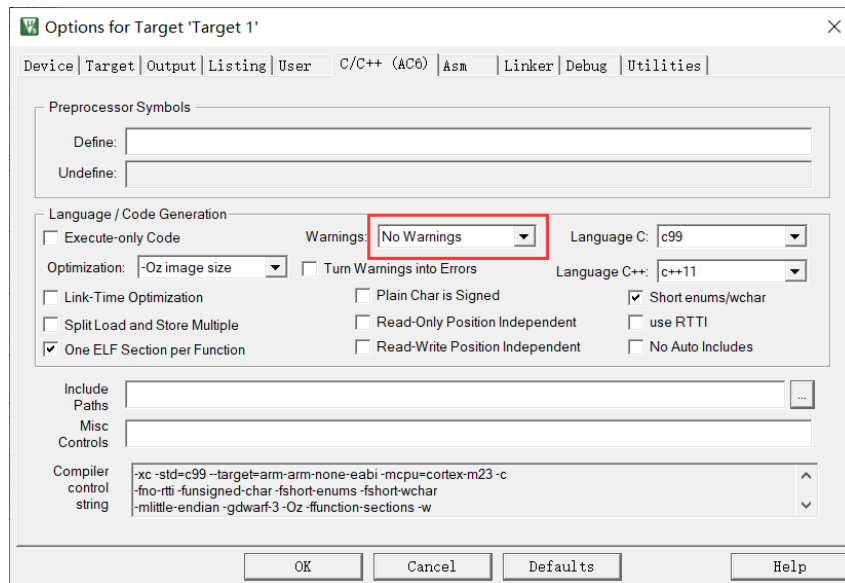 Options for Target 'Target 1'
Device Target Output Listing User C/C++ (AC6) Asm Linker Debug Utilities
Preprocessor Symbols
Define:
Undefine:
Language / Code Generation
Execute-only Code Warnings: No Warnings Language C: c99
Optimization: -Oz image size Turn Warnings into Errors Language C++: c++11
Link-Time Optimization Plain Char is Signed Short enums/wchar
Split Load and Store Multiple Read-Only Position Independent use RTTI
One ELF Section per Function Read-Write Position Independent No Auto Includes
Include Paths ...
Misc Controls
Compiler control string
-xc -std=c99 --target=arm-arm-none-eabi -mcpu=cortex-m23 -c
-fno-rtti -funsigned-char -fshort-enums -fshort-wchar
-mlittle-endian -gdwarf-3 -Oz -ffunction-sections -w
OK Cancel Defaults Help